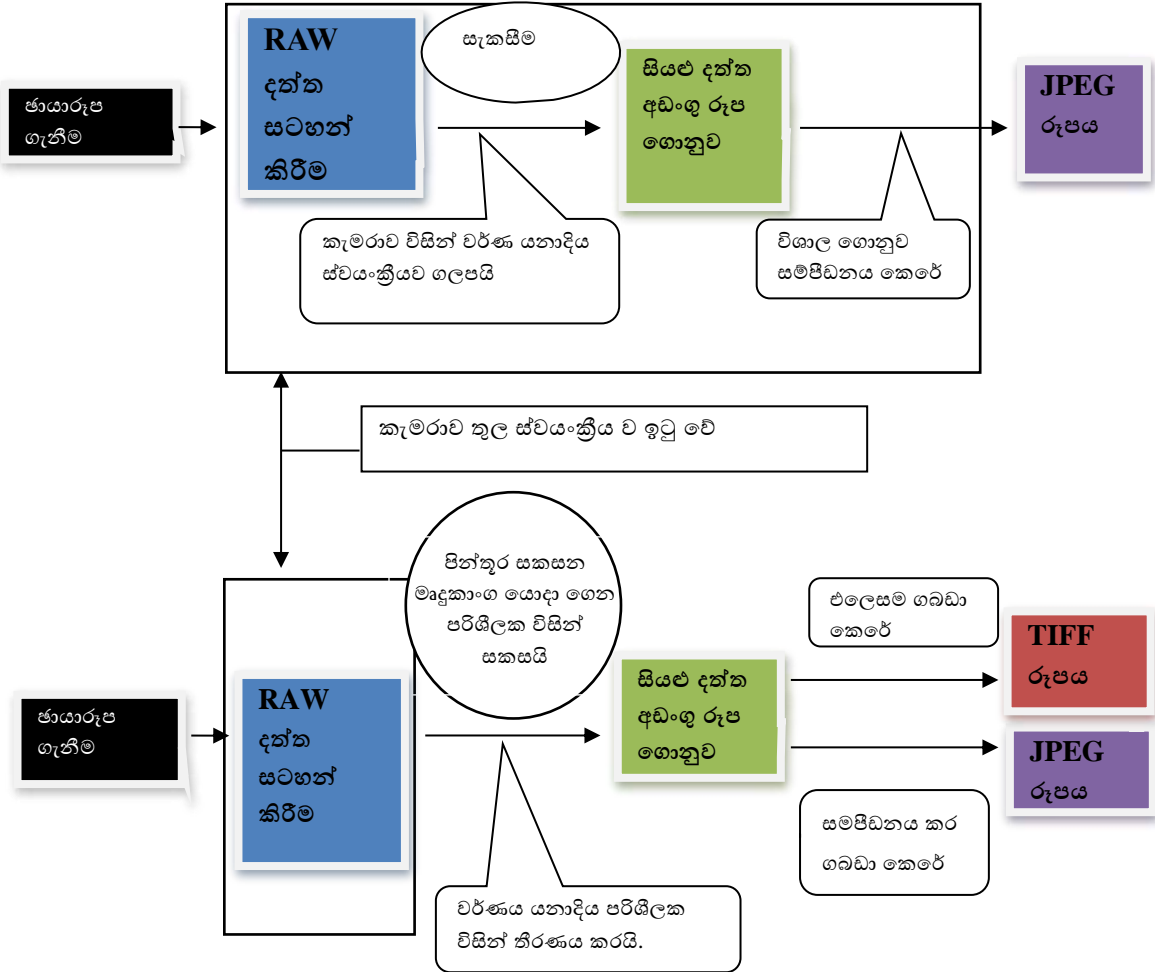 ඡායාරූප
ගැනීම
RAW
දත්ත
සටහන්
කිරීම
සැකසීම
සියළු දත්ත
අඩංගු රූප
ගොනුව
JPEG
රූපය
කැමරාව විසින් වර්ණ යනාදිය
ස්වයංක්‍රීයව ගලපයි
විශාල ගොනුව
සම්පීඩනය කෙරේ
කැමරාව තුල ස්වයංක්‍රීය ව ඉටු වේ
ඡායාරූප
ගැනීම
RAW
දත්ත
සටහන්
කිරීම
පින්තූර සකසන
මෘදුකාංග යොදා ගෙන
පරිශීලක විසින්
සකසයි
සියළු දත්ත
අඩංගු රූප
ගොනුව
එලෙසම ගබඩා
කෙරේ
TIFF
රූපය
JPEG
රූපය
සමපීඩනය කර
ගබඩා කෙරේ
වර්ණය යනාදිය පරිශීලක
විසින් තීරණය කරයි.